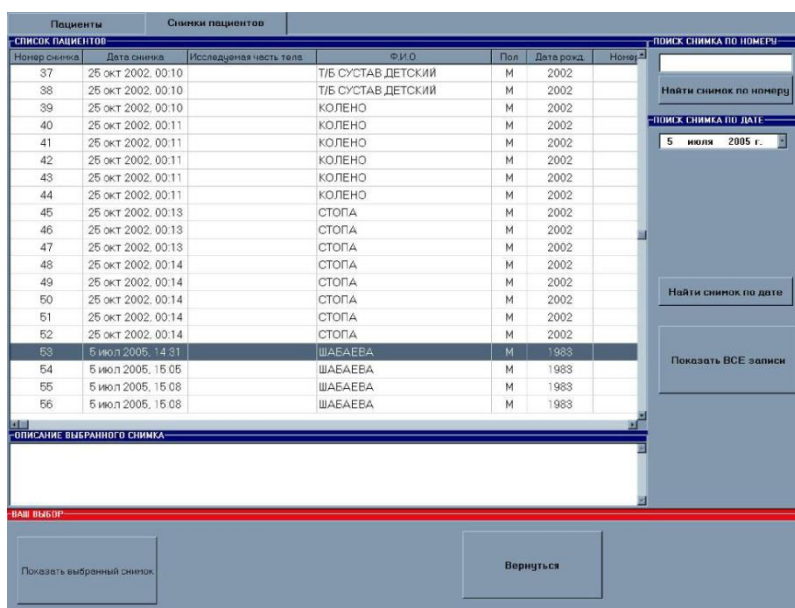 Пациенты
Снимки пациентов
СПИСОК ПАЦИЕНТОВ
Номер снимка Дата снимка Исследуемая часть тела Ф.И.О Пол Дата рожд. Номер
37 25 окт 2002, 00:10 Т/Б СУСТАВ ДЕТСКИЙ М 2002
38 25 окт 2002, 00:10 Т/Б СУСТАВ ДЕТСКИЙ М 2002
39 25 окт 2002, 00:10 КОЛЕНО М 2002
40 25 окт 2002, 00:11 КОЛЕНО М 2002
41 25 окт 2002, 00:11 КОЛЕНО М 2002
42 25 окт 2002, 00:11 КОЛЕНО М 2002
43 25 окт 2002, 00:11 КОЛЕНО М 2002
44 25 окт 2002, 00:11 КОЛЕНО М 2002
45 25 окт 2002, 00:13 СТОПА М 2002
46 25 окт 2002, 00:13 СТОПА М 2002
47 25 окт 2002, 00:13 СТОПА М 2002
48 25 окт 2002, 00:14 СТОПА М 2002
49 25 окт 2002, 00:14 СТОПА М 2002
50 25 окт 2002, 00:14 СТОПА М 2002
51 25 окт 2002, 00:14 СТОПА М 2002
52 25 окт 2002, 00:14 СТОПА М 2002
53 5 июл 2005, 14:31 ШАБАЕВА М 1983
54 5 июл 2005, 15:05 ШАБАЕВА М 1983
55 5 июл 2005, 15:08 ШАБАЕВА М 1983
56 5 июл 2005, 15:08 ШАБАЕВА М 1983
ПОИСК СНИМКА ПО НОМЕРУ
Найти снимок по номеру
ПОИСК СНИМКА ПО ДАТЕ
5 июля 2005 г.
Найти снимок по дате
Показать ВСЕ записи
ОПИСАНИЕ ВЫБРАННОГО СНИМКА
ВАШ ВЫБОР
Показать выбранный снимок
Вернуться